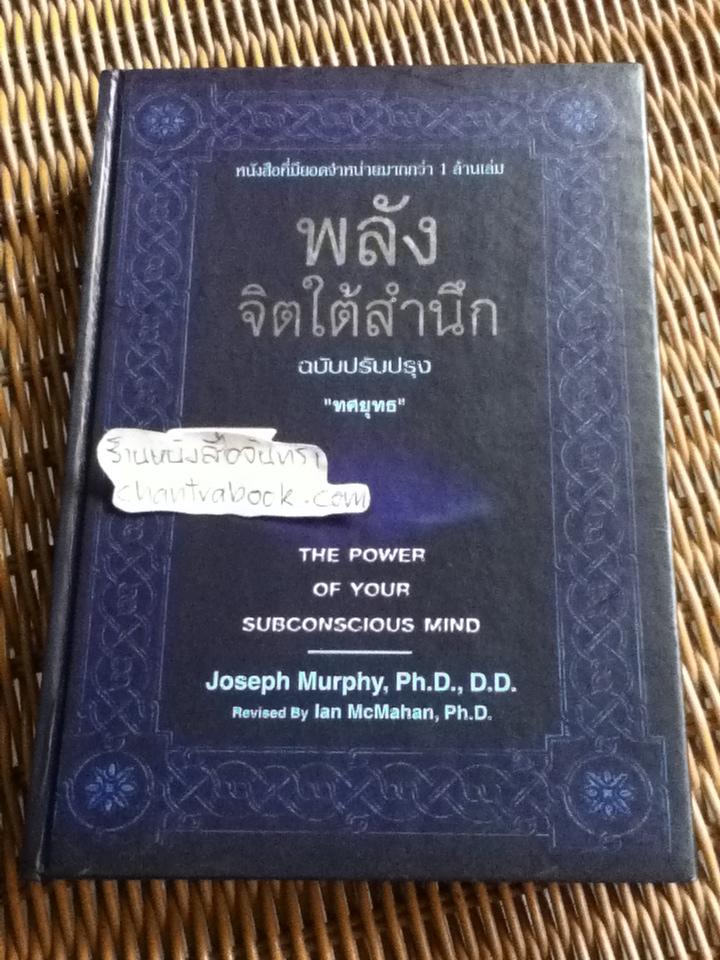 หนังสือที่มียอดจำหน่ายมากกว่า 1 ล้านเล่ม
พลัง
จิตใต้สำนึก
ฉบับปรับปรุง
"ทศยุทธ"
ร้านหนังสือจันทรา
chantrabook.com
THE POWER
OF YOUR
SUBCONSCIOUS MIND
Joseph Murphy, Ph.D., D.D.
Revised By Ian McMahan, Ph.D.